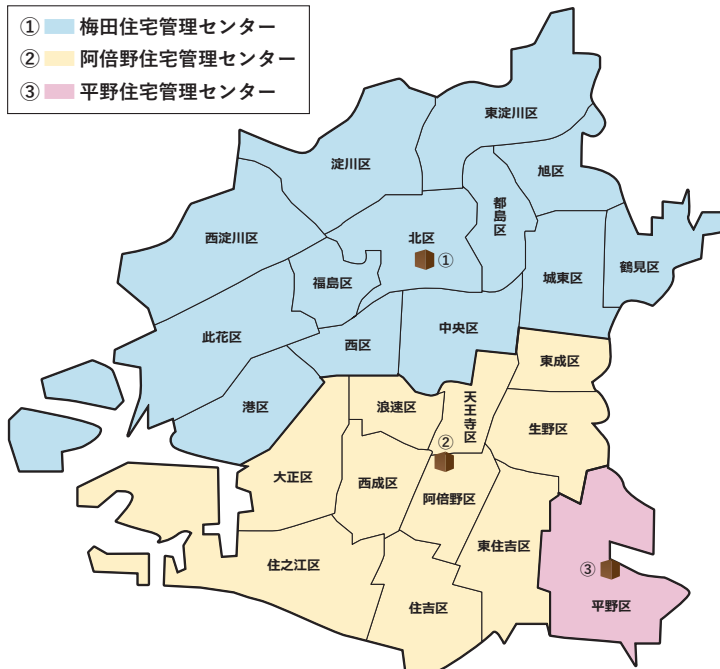 ① 梅田住宅管理センター
② 阿倍野住宅管理センター
③ 平野住宅管理センター
東淀川区
淀川区
旭区
都島区
西淀川区
北区
①
鶴見区
城東区
福島区
此花区
西区
中央区
東成区
港区
浪速区
天王寺区
生野区
②
大正区
西成区
阿倍野区
東住吉区
住之江区
③
住吉区
平野区